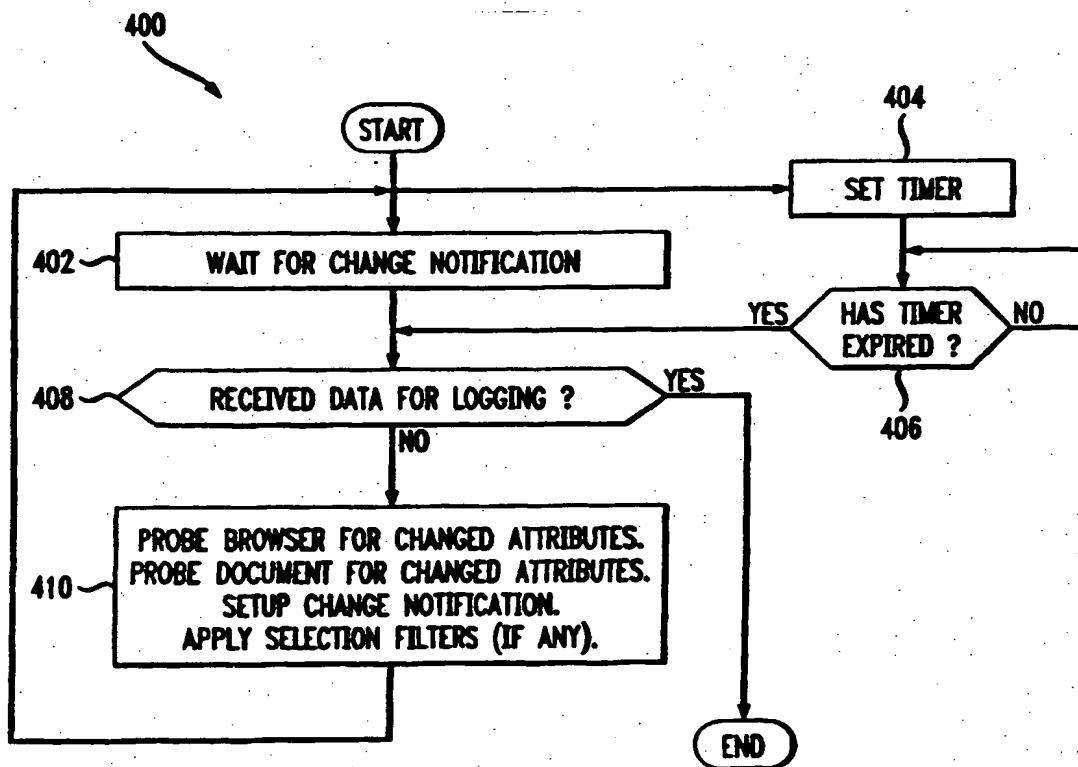 400
START
404
SET TIMER
402
WAIT FOR CHANGE NOTIFICATION
YES
HAS TIMER
EXPIRED ?
NO
406
408
RECEIVED DATA FOR LOGGING ?
YES
NO
410
PROBE BROWSER FOR CHANGED ATTRIBUTES.
PROBE DOCUMENT FOR CHANGED ATTRIBUTES.
SETUP CHANGE NOTIFICATION.
APPLY SELECTION FILTERS (IF ANY).
END